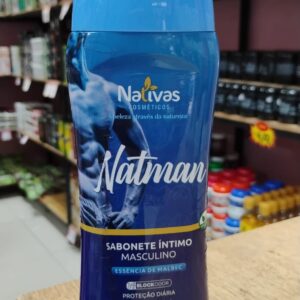 Nativas
COSMÉTICOS
beleza através da natureza
Natman
SABONETE ÍNTIMO
MASCULINO
ESSÊNCIA DE MALBEC
BLOCKODOR
PROTEÇÃO DIÁRIA